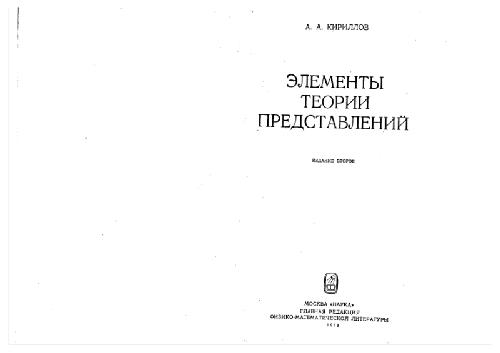 А. А. КИРИЛЛОВ
ЭЛЕМЕНТЫ
ТЕОРИИ
ПРЕДСТАВЛЕНИЙ
ИЗДАНИЕ ВТОРОЕ
МОСКВА «НАУКА»
ГЛАВНАЯ РЕДАКЦИЯ
ФИЗИКО-МАТЕМАТИЧЕСКОЙ ЛИТЕРАТУРЫ